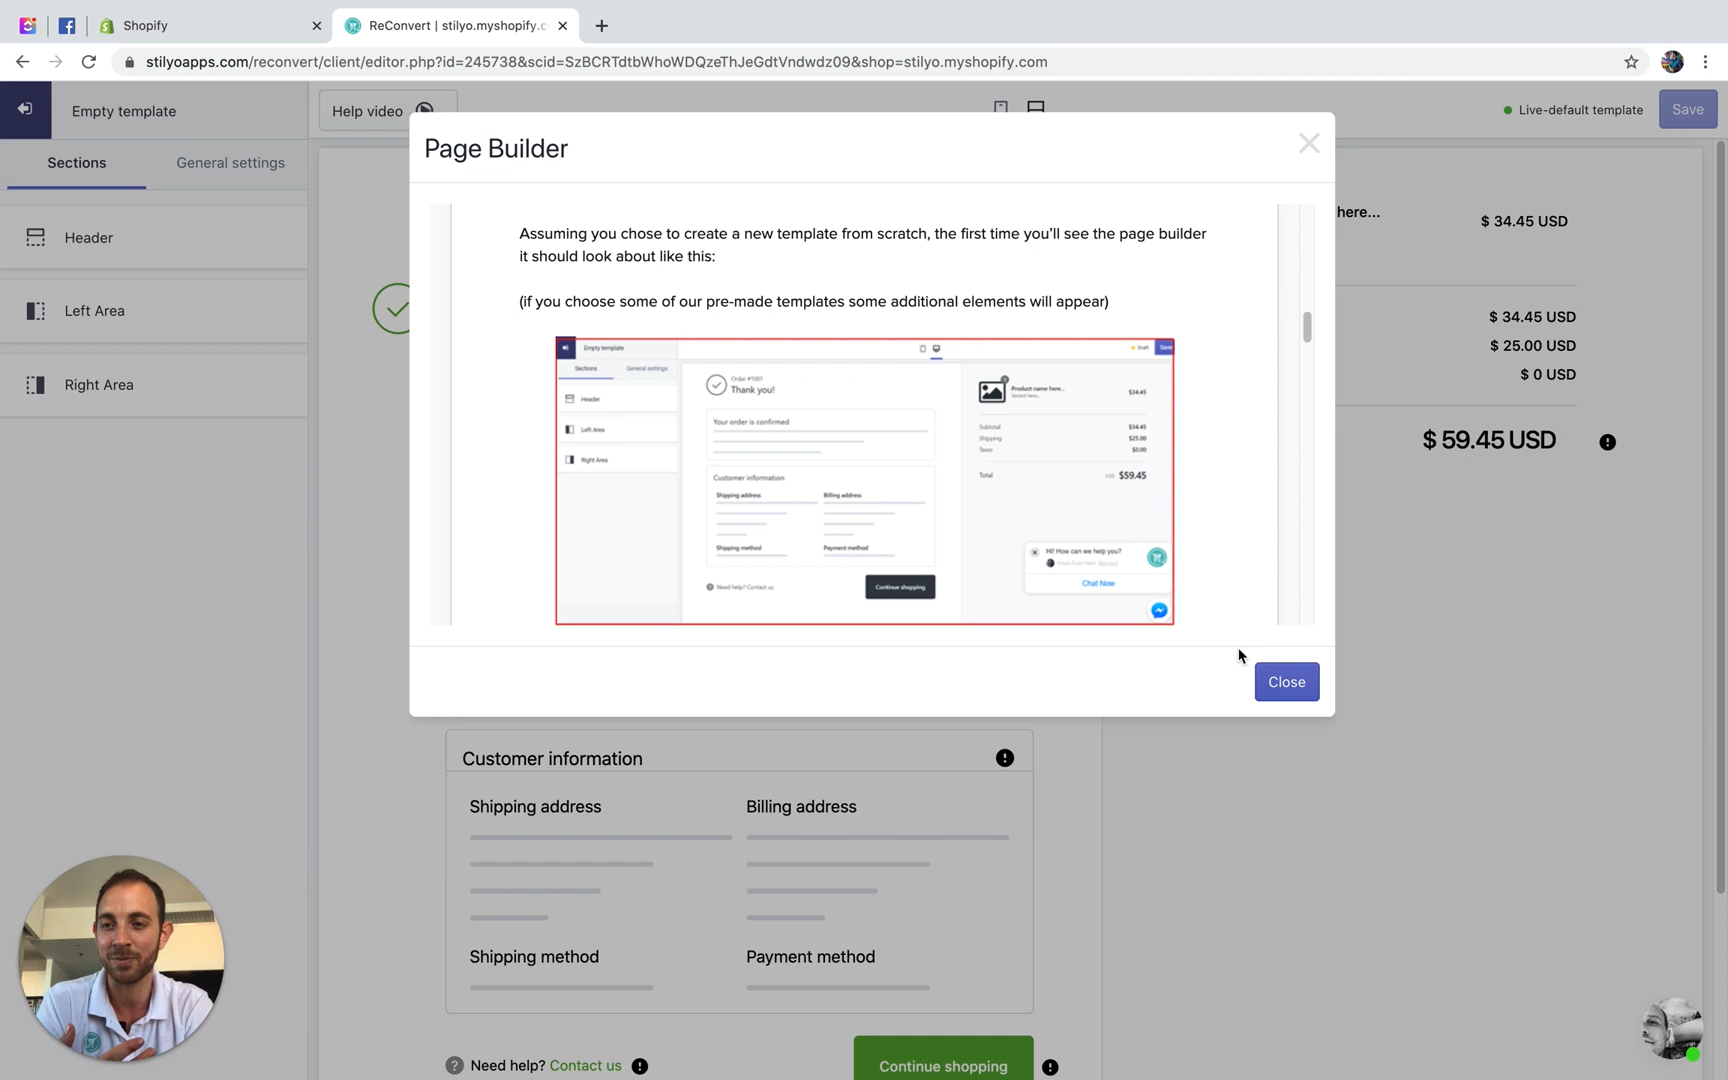 Shopify
ReConvert | stilyo.myshopify.c
stilyoapps.com/reconvert/client/editor.php?id=245738&scid=SzBCRTdtbWhoWDQzeThJeGdtVndwdz09&shop=stilyo.myshopify.com
Empty template
Help video
Live-default template
Save
Sections
General settings
Header
Left Area
Right Area
Page Builder
Assuming you chose to create a new template from scratch, the first time you’ll see the page builder
it should look about like this:
(if you choose some of our pre-made templates some additional elements will appear)
Empty template
Draft
Save
Sections
General settings
Header
Left Area
Right Area
Order #1001
Thank you!
Your order is confirmed
Customer information
Shipping address
Billing address
Shipping method
Payment method
Need help? Contact us
Continue shopping
Product name here...
Variant here...
$34.45
Subtotal
$34.45
Shipping
$25.00
Taxes
$0.00
Total
USD $59.45
Hi! How can we help you?
Chat Now
Close
here...
$ 34.45 USD
$ 34.45 USD
$ 25.00 USD
$ 0 USD
$ 59.45 USD
Customer information
Shipping address
Billing address
Shipping method
Payment method
Need help? Contact us
Continue shopping